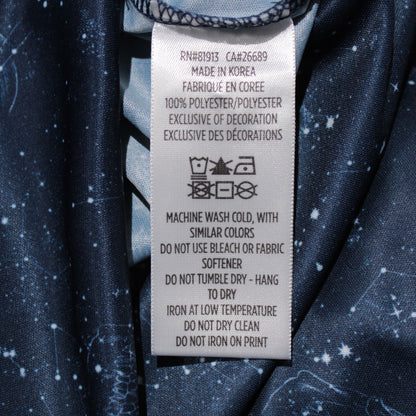 RN#81913 CA#26689
MADE IN KOREA
FABRIQUÉ EN COREE
100% POLYESTER/POLYESTER
EXCLUSIVE OF DECORATION
EXCLUSIVE DES DÉCORATIONS
MACHINE WASH COLD, WITH
SIMILAR COLORS
DO NOT USE BLEACH OR FABRIC
SOFTENER
DO NOT TUMBLE DRY - HANG
TO DRY
IRON AT LOW TEMPERATURE
DO NOT DRY CLEAN
DO NOT IRON ON PRINT